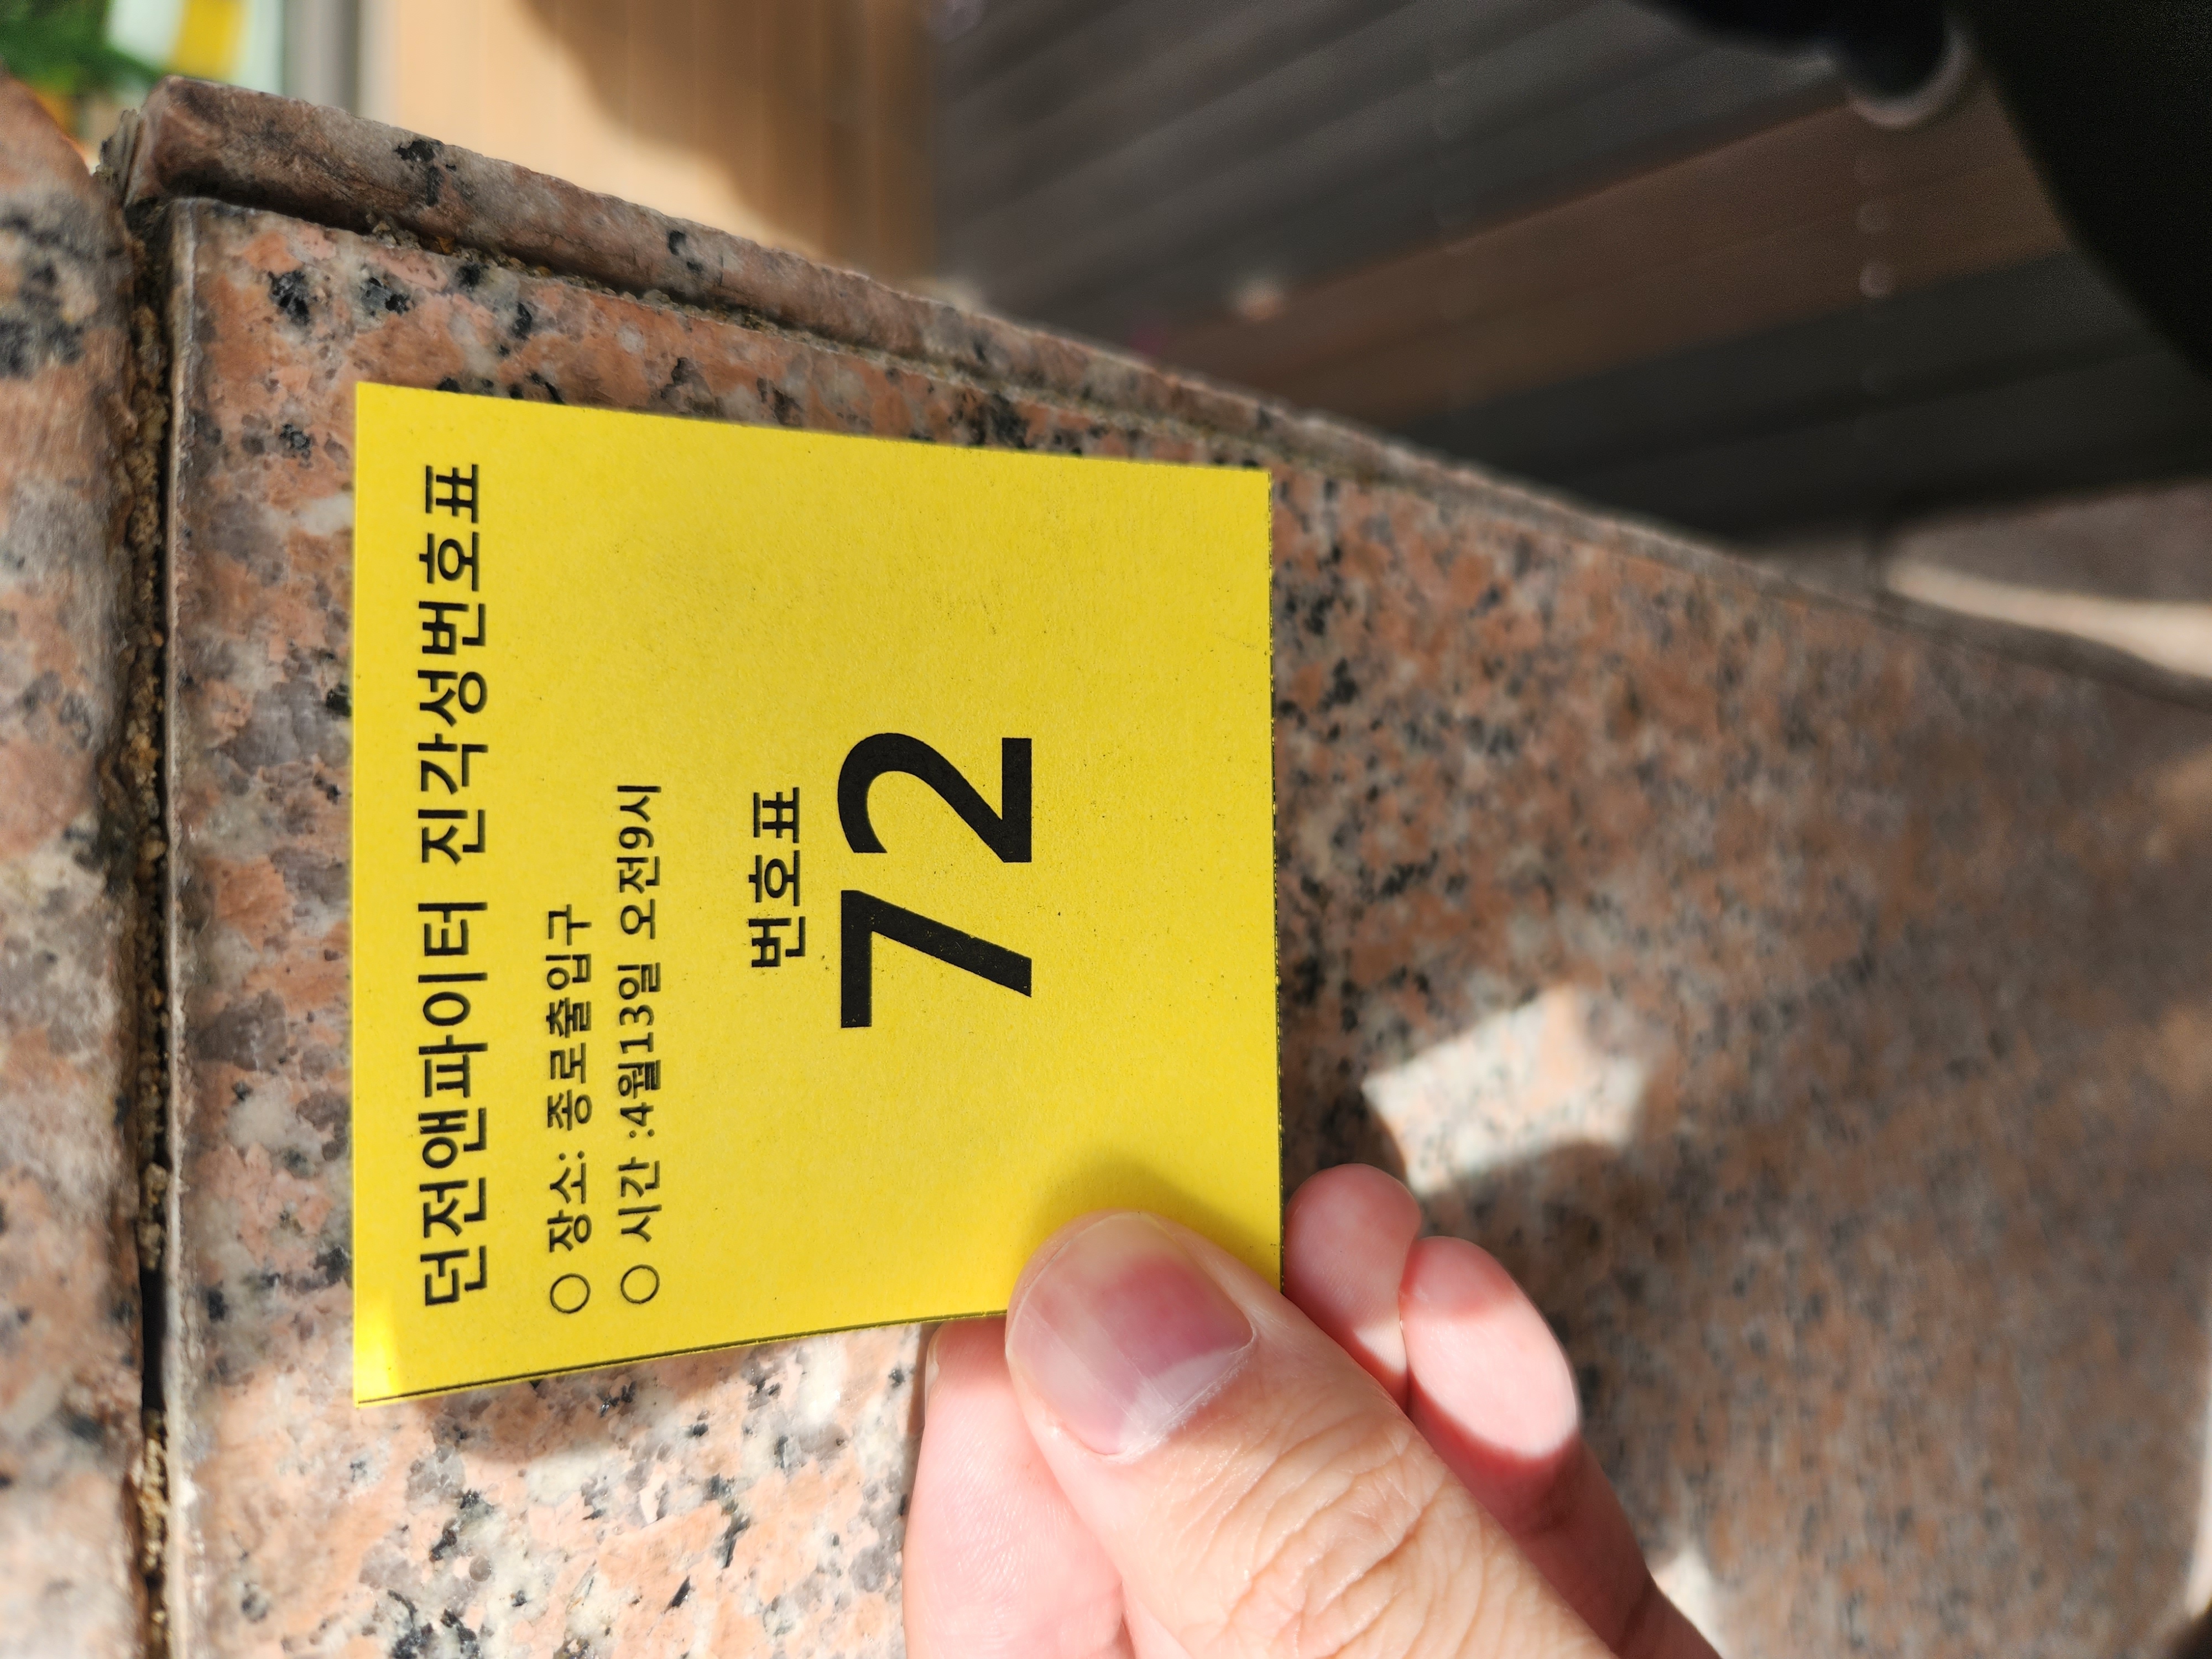 던전앤파이터 진각성번호표
○ 장소: 종로출입구
○ 시간 :4월13일 오전9시
번호표
72